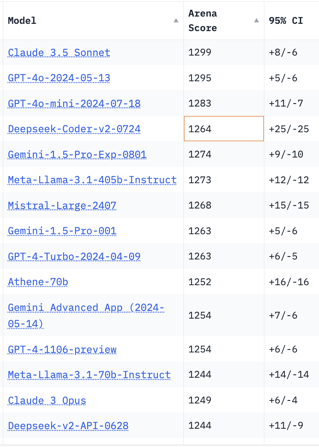 Model Arena Score 95% CI
Claude 3.5 Sonnet 1299 +8/-6
GPT-4o-2024-05-13 1295 +5/-6
GPT-4o-mini-2024-07-18 1283 +11/-7
Deepseek-Coder-v2-0724 1264 +25/-25
Gemini-1.5-Pro-Exp-0801 1274 +9/-10
Meta-Llama-3.1-405b-Instruct 1273 +12/-12
Mistral-Large-2407 1268 +15/-15
Gemini-1.5-Pro-001 1263 +5/-6
GPT-4-Turbo-2024-04-09 1263 +6/-5
Athene-70b 1252 +16/-16
Gemini Advanced App (2024-
05-14) 1254 +7/-6
GPT-4-1106-preview 1254 +6/-6
Meta-Llama-3.1-70b-Instruct 1244 +14/-14
Claude 3 Opus 1249 +6/-4
Deepseek-v2-API-0628 1244 +11/-9